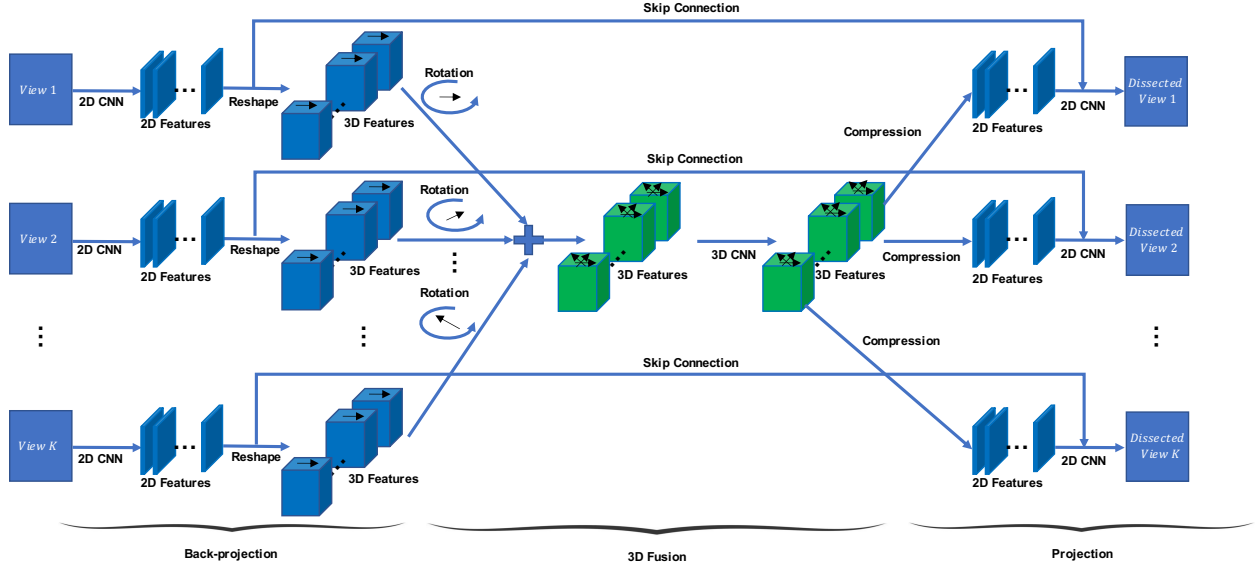 Skip Connection
View 1
2D CNN
2D Features
Reshape
3D Features
Rotation
Compression
2D Features
2D CNN
Dissected
View 1
Skip Connection
View 2
2D CNN
2D Features
Reshape
3D Features
Rotation
3D Features
3D CNN
3D Features
Compression
2D Features
2D CNN
Dissected
View 2
Rotation
Compression
Skip Connection
View K
2D CNN
2D Features
Reshape
3D Features
2D Features
2D CNN
Dissected
View K
Back-projection
3D Fusion
Projection